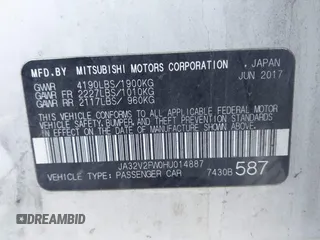 MFD.BY MITSUBISHI MOTORS CORPORATION JAPAN
GVWR 4190LBS/1900KG JUN 2017
GAWR FR 2227LBS/1010KG
GAWR RR 2117LBS/ 960KG
THIS VEHICLE CONFORMS TO ALL APPLICABLE FEDERAL MOTOR
VEHICLE SAFETY, BUMPER, AND THEFT PREVENTION STANDARDS
IN EFFECT ON THE DATE OF MANUFACTURE SHOWN ABOVE.
JA32V2FW0HU014887
VEHICLE TYPE: PASSENGER CAR 7430B 587
DREAMBID